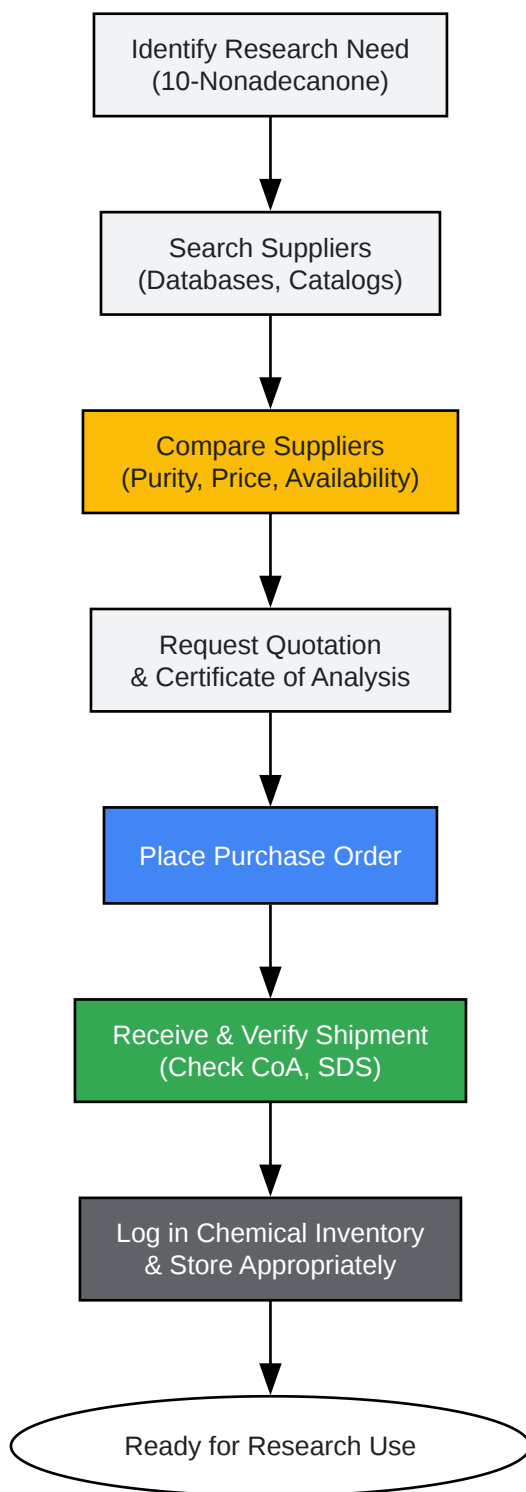 Identify Research Need
(10-Nonadecanone)
Search Suppliers
(Databases, Catalogs)
Compare Suppliers
(Purity, Price, Availability)
Request Quotation
& Certificate of Analysis
Place Purchase Order
Receive & Verify Shipment
(Check CoA, SDS)
Log in Chemical Inventory
& Store Appropriately
Ready for Research Use